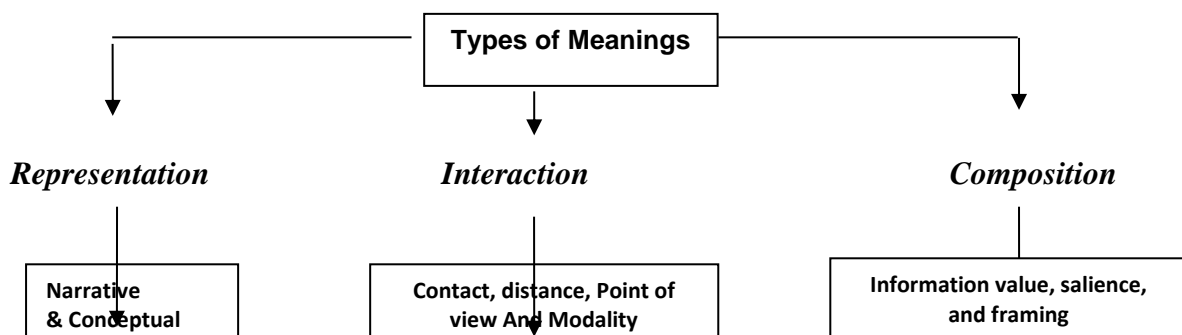 Types of Meanings
Representation
Interaction
Composition
Narrative
& Conceptual
Contact, distance, Point of
view And Modality
Information value, salience,
and framing